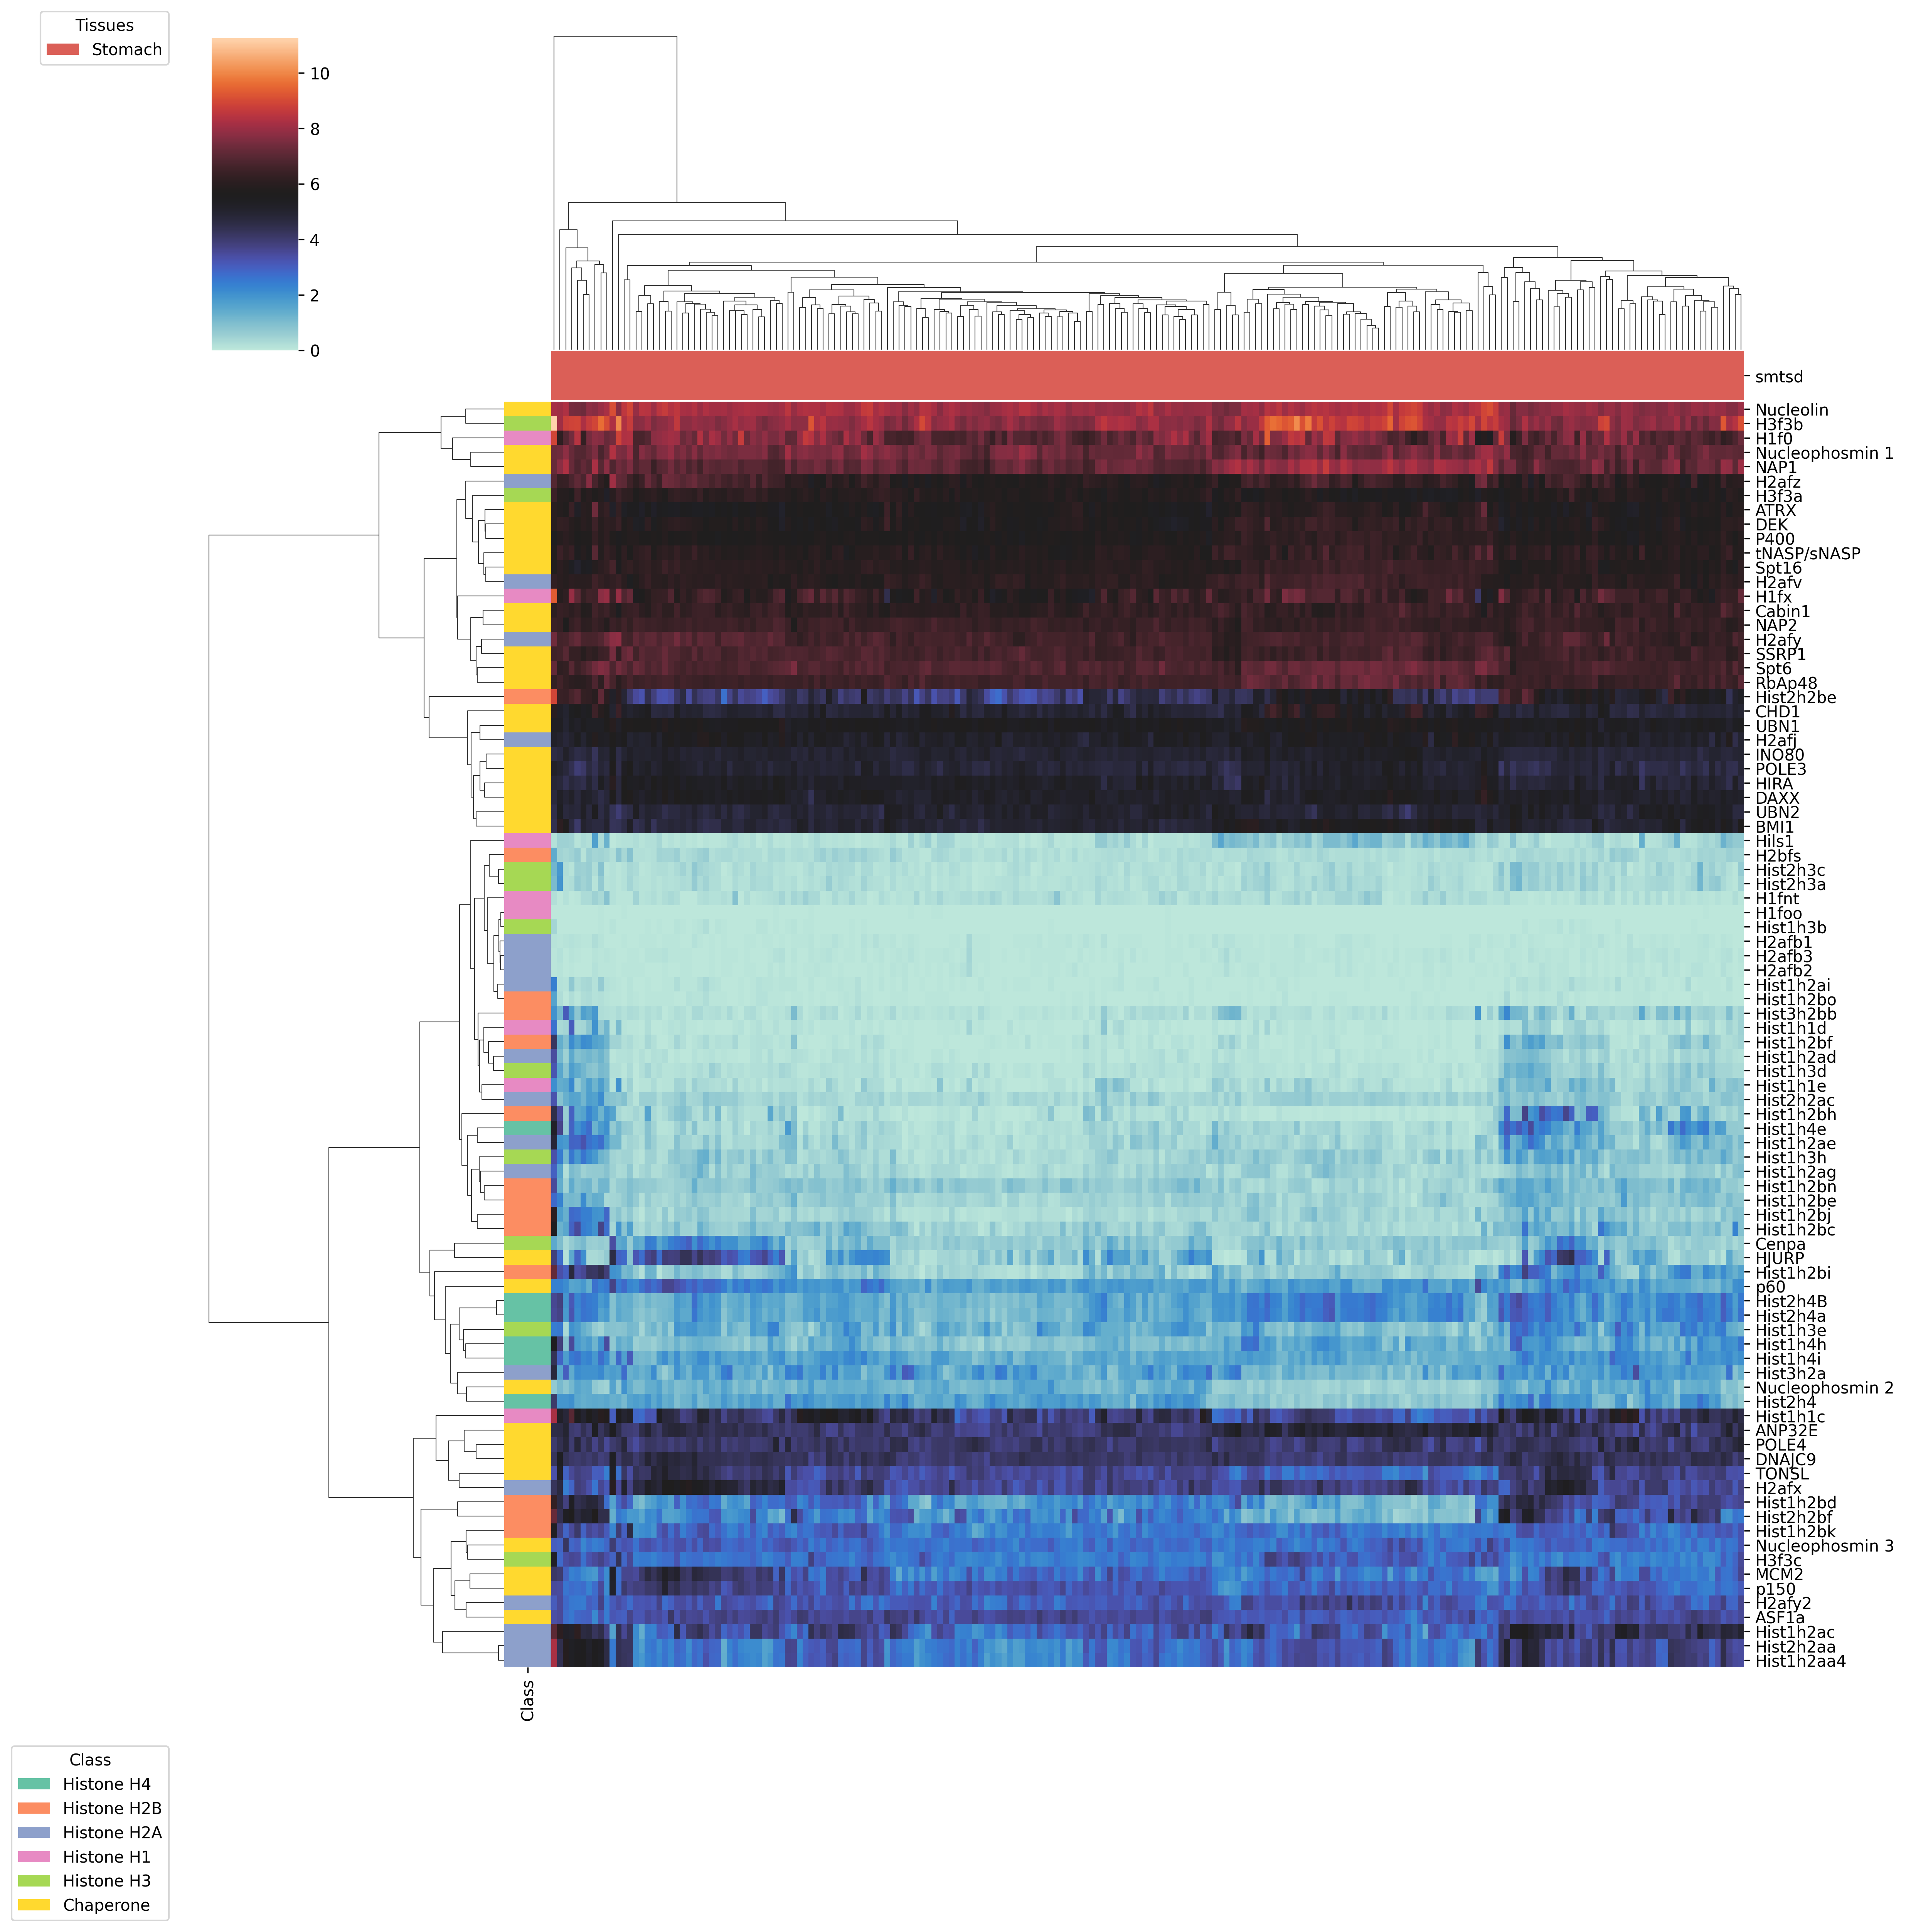 Tissues
Stomach
10
8
6
4
2
0
smtsd
Nucleolin
H3f3b
H1f0
Nucleophosmin 1
NAP1
H2afz
H3f3a
ATRX
DEK
P400
tNASP/sNASP
Spt16
H2afv
H1fx
Cabin1
NAP2
H2afy
SSRP1
Spt6
RbAp48
Hist2h2be
CHD1
UBN1
H2afj
INO80
POLE3
HIRA
DAXX
UBN2
BMI1
Hils1
H2bfs
Hist2h3c
Hist2h3a
H1fnt
H1foo
Hist1h3b
H2afb1
H2afb3
H2afb2
Hist1h2ai
Hist1h2bo
Hist3h2bb
Hist1h1d
Hist1h2bf
Hist1h2ad
Hist1h3d
Hist1h1e
Hist2h2ac
Hist1h2bh
Hist1h4e
Hist1h2ae
Hist1h3h
Hist1h2ag
Hist1h2bn
Hist1h2be
Hist1h2bj
Hist1h2bc
Cenpa
HJURP
Hist1h2bi
p60
Hist2h4B
Hist2h4a
Hist1h3e
Hist1h4h
Hist1h4i
Hist3h2a
Nucleophosmin 2
Hist2h4
Hist1h1c
ANP32E
POLE4
DNAJC9
TONSL
H2afx
Hist1h2bd
Hist2h2bf
Hist1h2bk
Nucleophosmin 3
H3f3c
MCM2
p150
H2afy2
ASF1a
Hist1h2ac
Hist2h2aa
Hist1h2aa4
Class
Class
Histone H4
Histone H2B
Histone H2A
Histone H1
Histone H3
Chaperone